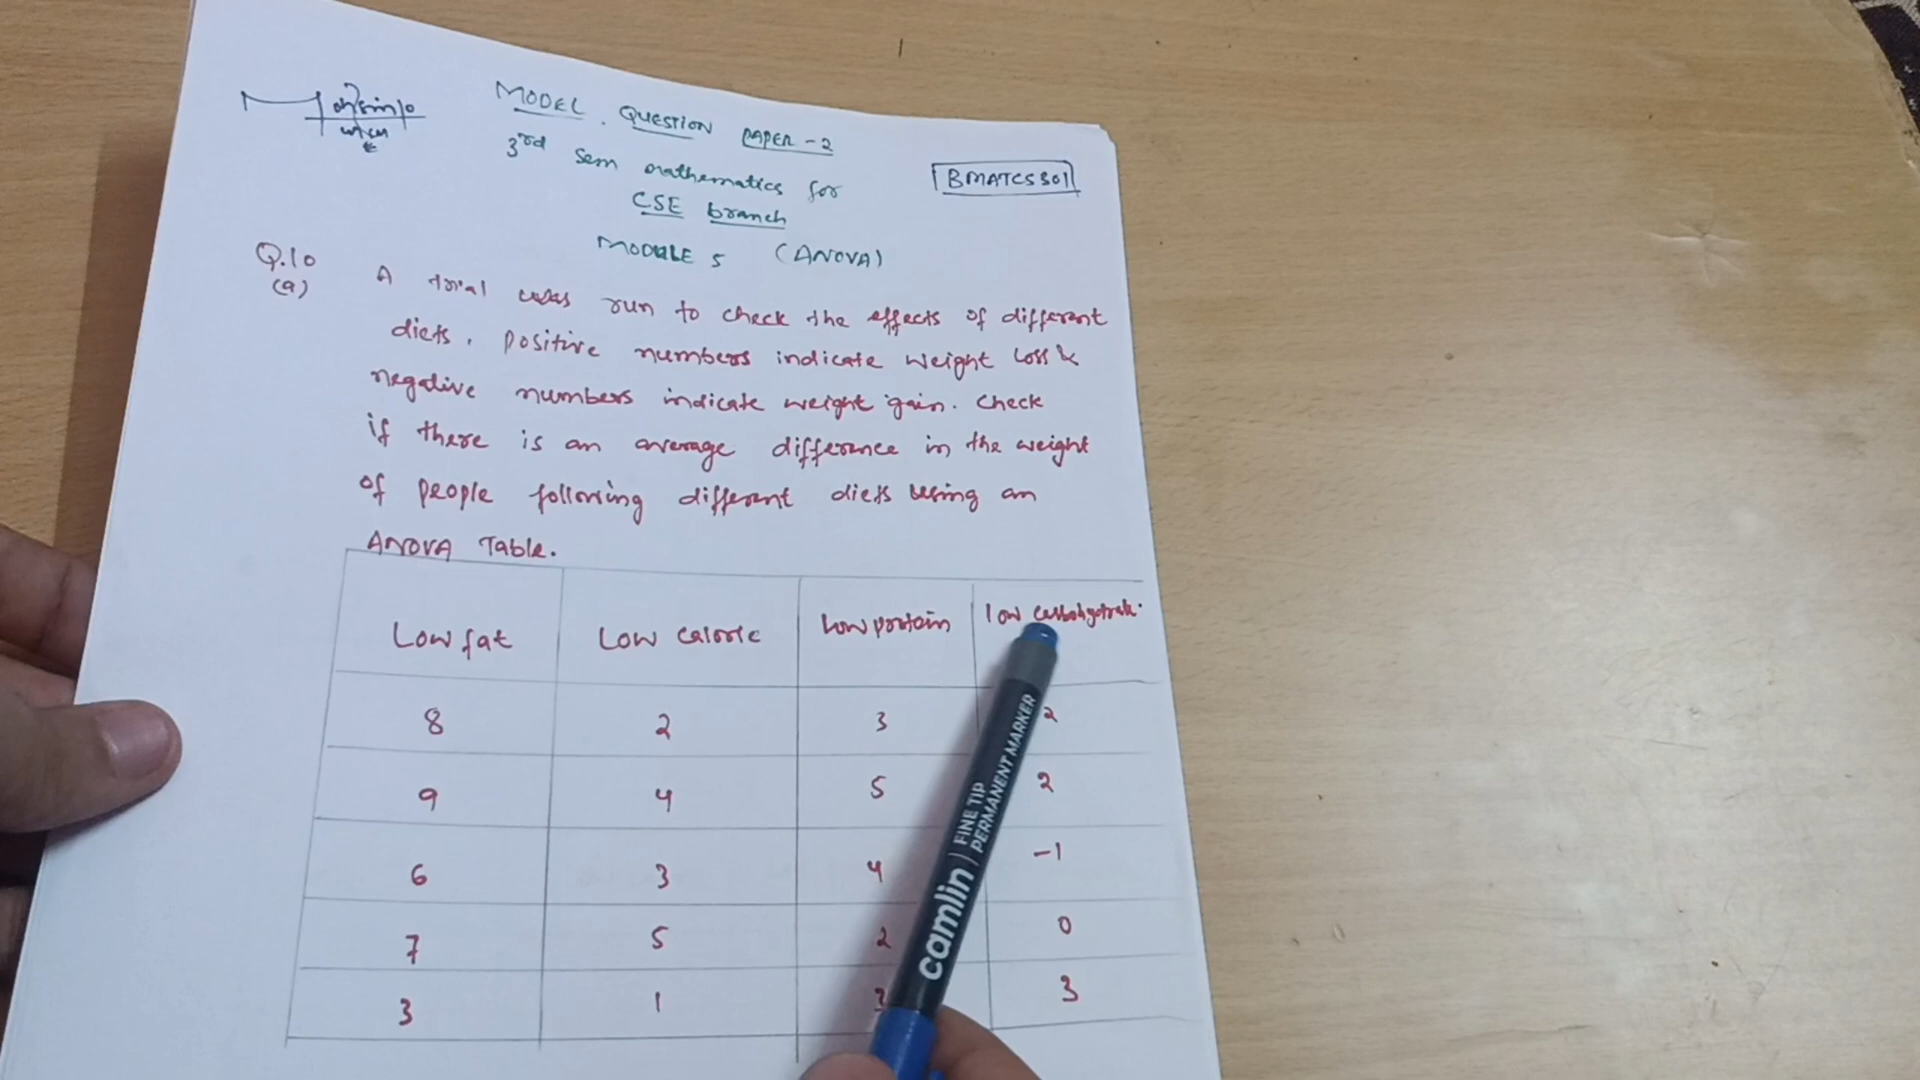 MODEL. QUESTION PAPER-2
3rd Sem mathematics for
CSE branch
BMATCS301
MODULE 5 (ANOVA)
Q.10
(a)
A trial was run to check the effects of different
diets. positive numbers indicate weight loss &
negative numbers indicate weight gain. Check
if there is an average difference in the weight
of people following different diets using an
ANOVA Table.
Low fat Low calorie Low protein low carbohydrate.
8 2 3 2
9 4 5 2
6 3 4 -1
7 5 2 0
3 1 3
camlin FINE TIP
PERMANENT MARKER